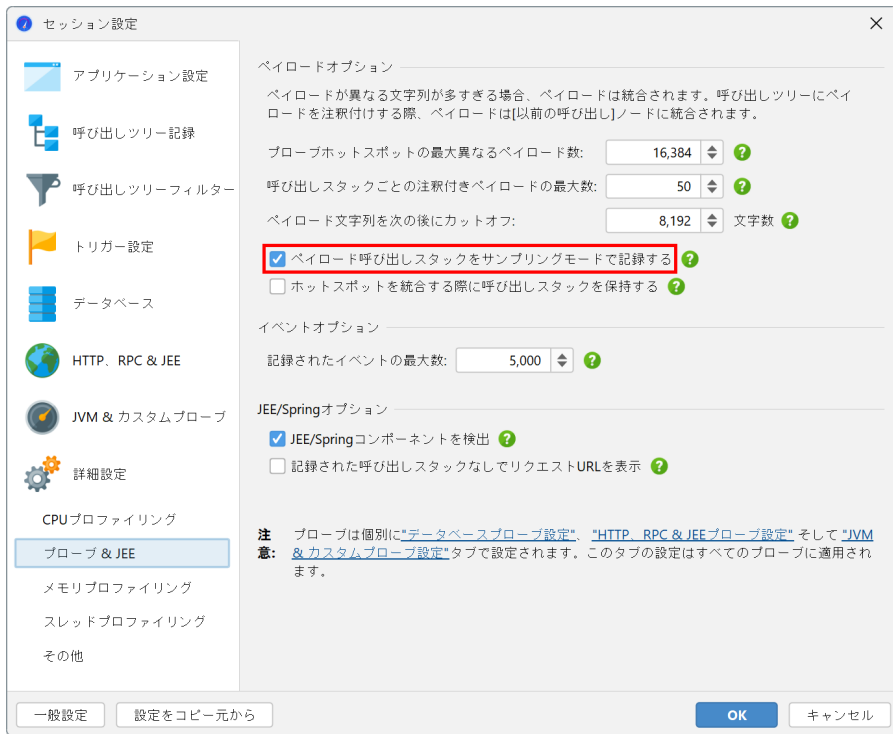 セッション設定
アプリケーション設定
呼び出しツリー記録
呼び出しツリーフィルター
トリガー設定
データベース
HTTP、RPC & JEE
JVM & カスタムプローブ
詳細設定
CPUプロファイリング
プローブ & JEE
メモリプロファイリング
スレッドプロファイリング
その他
ペイロードオプション
ペイロードが異なる文字列が多すぎる場合、ペイロードは統合されます。呼び出しツリーにペイ
ロードを注釈付けする際、ペイロードは[以前の呼び出し]ノードに統合されます。
プローブホットスポットの最大異なるペイロード数: 16,384
呼び出しスタックごとの注釈付きペイロードの最大数: 50
ペイロード文字列を次の後にカットオフ: 8,192 文字数
ペイロード呼び出しスタックをサンプリングモードで記録する
ホットスポットを統合する際に呼び出しスタックを保持する
イベントオプション
記録されたイベントの最大数: 5,000
JEE/Springオプション
JEE/Springコンポーネントを検出
記録された呼び出しスタックなしでリクエストURLを表示
注 プローブは個別に"データベースプローブ設定"、"HTTP、RPC & JEEプローブ設定" そして "JVM
意: & カスタムプローブ設定"タブで設定されます。このタブの設定はすべてのプローブに適用され
ます。
一般設定 設定をコピー元から OK キャンセル